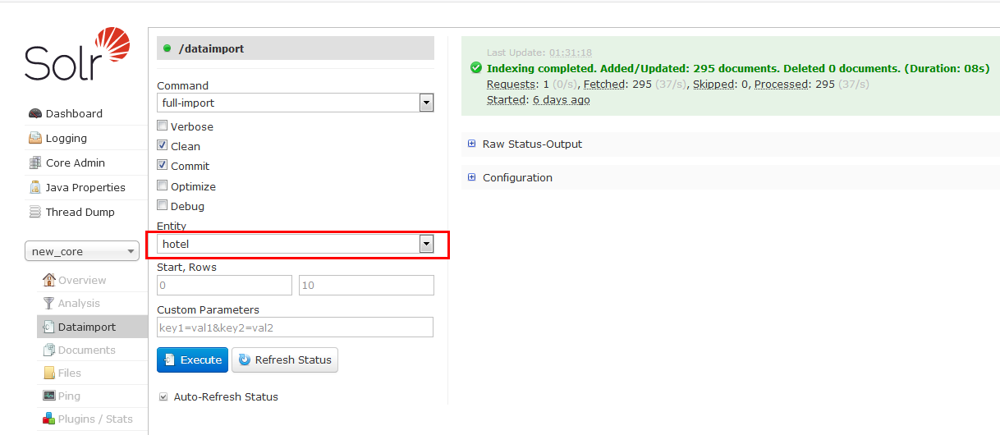 Solr
Dashboard
Logging
Core Admin
Java Properties
Thread Dump
new_core
Overview
Analysis
Dataimport
Documents
Files
Ping
Plugins / Stats
/dataimport
Command
full-import
Verbose
Clean
Commit
Optimize
Debug
Entity
hotel
Start, Rows
0 10
Custom Parameters
key1=val1&key2=val2
Execute Refresh Status
Auto-Refresh Status
Last Update: 01:31:18
Indexing completed. Added/Updated: 295 documents. Deleted 0 documents. (Duration: 08s)
Requests: 1 (0/s), Fetched: 295 (37/s), Skipped: 0, Processed: 295 (37/s)
Started: 6 days ago
Raw Status-Output
Configuration